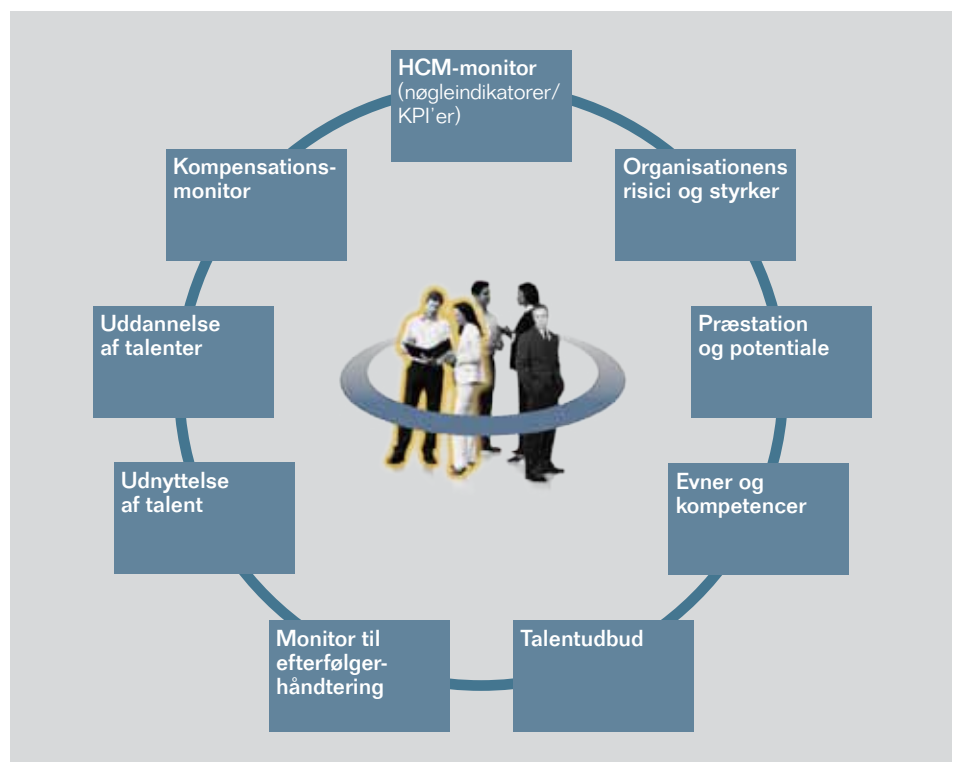 HCM-monitor
(nøgleindikatorer/
KPI'er)
Organisationens
risici og styrker
Præstation
og potentiale
Evner og
kompetencer
Talentudbud
Monitor til
efterfølger-
håndtering
Udnyttelse
af talent
Uddannelse
af talenter
Kompensations-
monitor